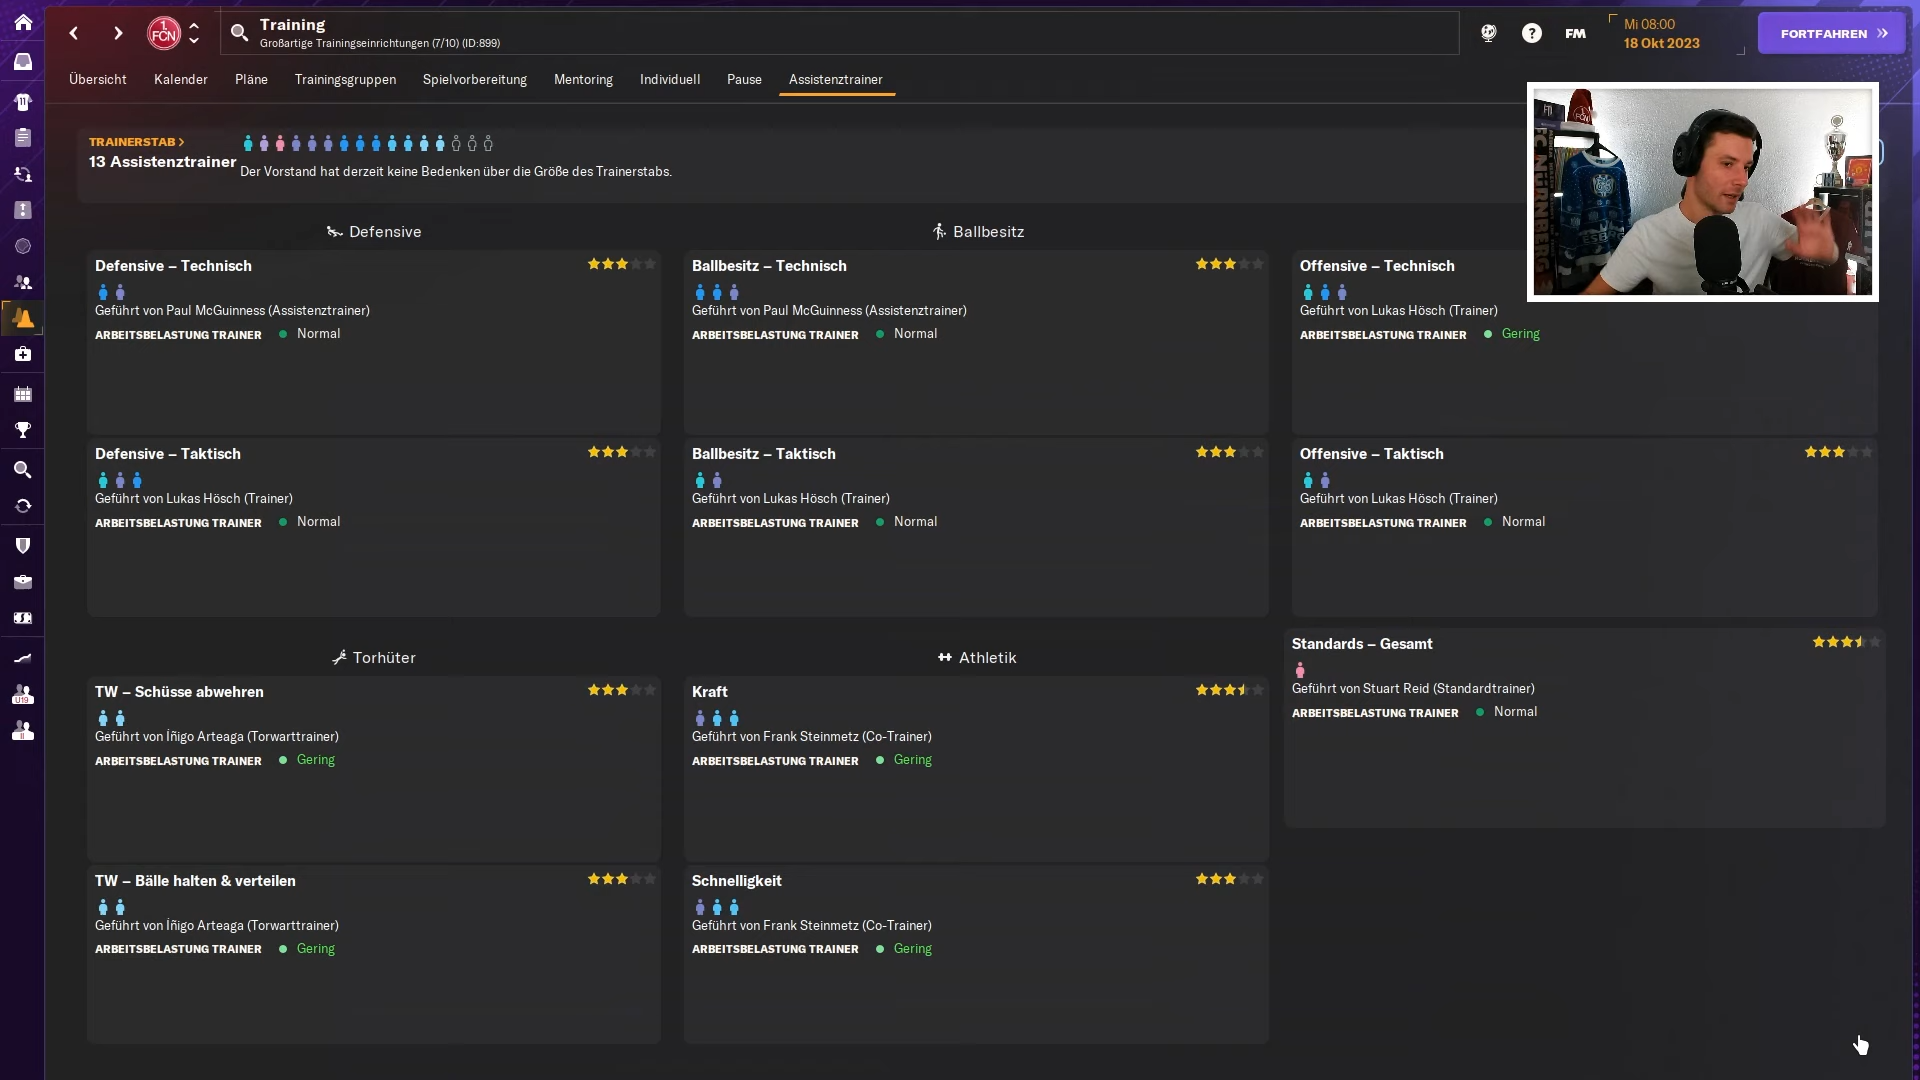 1. FCN
Training
Großartige Trainingseinrichtungen (7/10) (ID:899)
FM
Mi 08:00
18 Okt 2023
FORTFAHREN
Übersicht
Kalender
Pläne
Trainingsgruppen
Spielvorbereitung
Mentoring
Individuell
Pause
Assistenztrainer
TRAINERSTAB
13 Assistenztrainer
Der Vorstand hat derzeit keine Bedenken über die Größe des Trainerstabs.
Defensive
Ballbesitz
Defensive – Technisch
Geführt von Paul McGuinness (Assistenztrainer)
ARBEITSBELASTUNG TRAINER Normal
Ballbesitz – Technisch
Geführt von Paul McGuinness (Assistenztrainer)
ARBEITSBELASTUNG TRAINER Normal
Offensive – Technisch
Geführt von Lukas Hösch (Trainer)
ARBEITSBELASTUNG TRAINER Gering
Defensive – Taktisch
Geführt von Lukas Hösch (Trainer)
ARBEITSBELASTUNG TRAINER Normal
Ballbesitz – Taktisch
Geführt von Lukas Hösch (Trainer)
ARBEITSBELASTUNG TRAINER Normal
Offensive – Taktisch
Geführt von Lukas Hösch (Trainer)
ARBEITSBELASTUNG TRAINER Normal
Torhüter
Athletik
Standards – Gesamt
Geführt von Stuart Reid (Standardtrainer)
ARBEITSBELASTUNG TRAINER Normal
TW – Schüsse abwehren
Geführt von Íñigo Arteaga (Torwarttrainer)
ARBEITSBELASTUNG TRAINER Gering
Kraft
Geführt von Frank Steinmetz (Co-Trainer)
ARBEITSBELASTUNG TRAINER Gering
TW – Bälle halten & verteilen
Geführt von Íñigo Arteaga (Torwarttrainer)
ARBEITSBELASTUNG TRAINER Gering
Schnelligkeit
Geführt von Frank Steinmetz (Co-Trainer)
ARBEITSBELASTUNG TRAINER Gering
U19
II